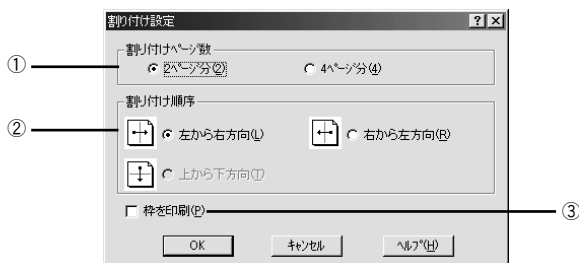 割り付け設定
割り付けページ数
① 2ページ分(2) 4ページ分(4)
割り付け順序
② 左から右方向(L) 右から左方向(R)
上から下方向(T)
枠を印刷(P) ③
OK キャンセル ヘルプ(H)